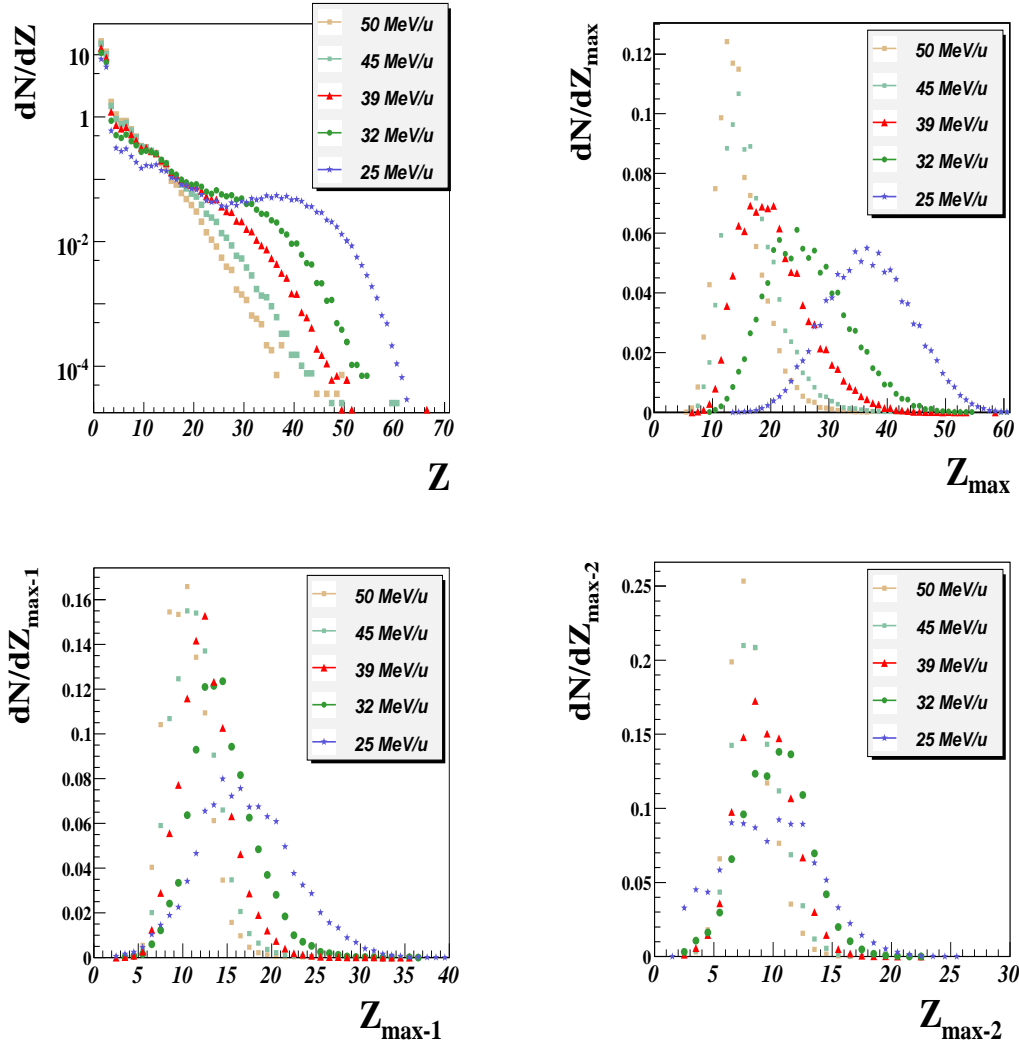 dN/dZ
10
1
10^-2
10^-4
0 10 20 30 40 50 60 70
Z
50 MeV/u
45 MeV/u
39 MeV/u
32 MeV/u
25 MeV/u
dN/dZ_max
0.12
0.1
0.08
0.06
0.04
0.02
0
0 10 20 30 40 50 60
Z_max
50 MeV/u
45 MeV/u
39 MeV/u
32 MeV/u
25 MeV/u
dN/dZ_max-1
0.16
0.14
0.12
0.1
0.08
0.06
0.04
0.02
0
0 5 10 15 20 25 30 35 40
Z_max-1
50 MeV/u
45 MeV/u
39 MeV/u
32 MeV/u
25 MeV/u
dN/dZ_max-2
0.25
0.2
0.15
0.1
0.05
0
0 5 10 15 20 25 30
Z_max-2
50 MeV/u
45 MeV/u
39 MeV/u
32 MeV/u
25 MeV/u